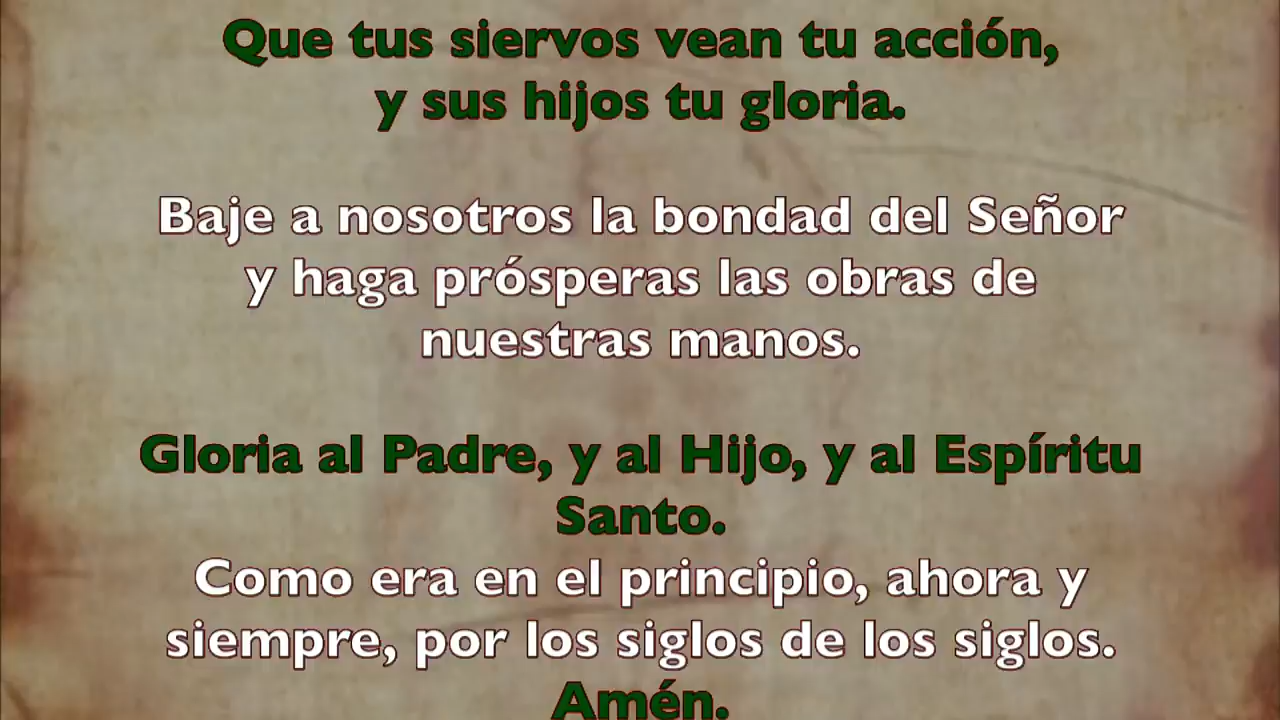 Que tus siervos vean tu acción,
y sus hijos tu gloria.
Baje a nosotros la bondad del Señor
y haga prósperas las obras de
nuestras manos.
Gloria al Padre, y al Hijo, y al Espíritu
Santo.
Como era en el principio, ahora y
siempre, por los siglos de los siglos.
Amén.